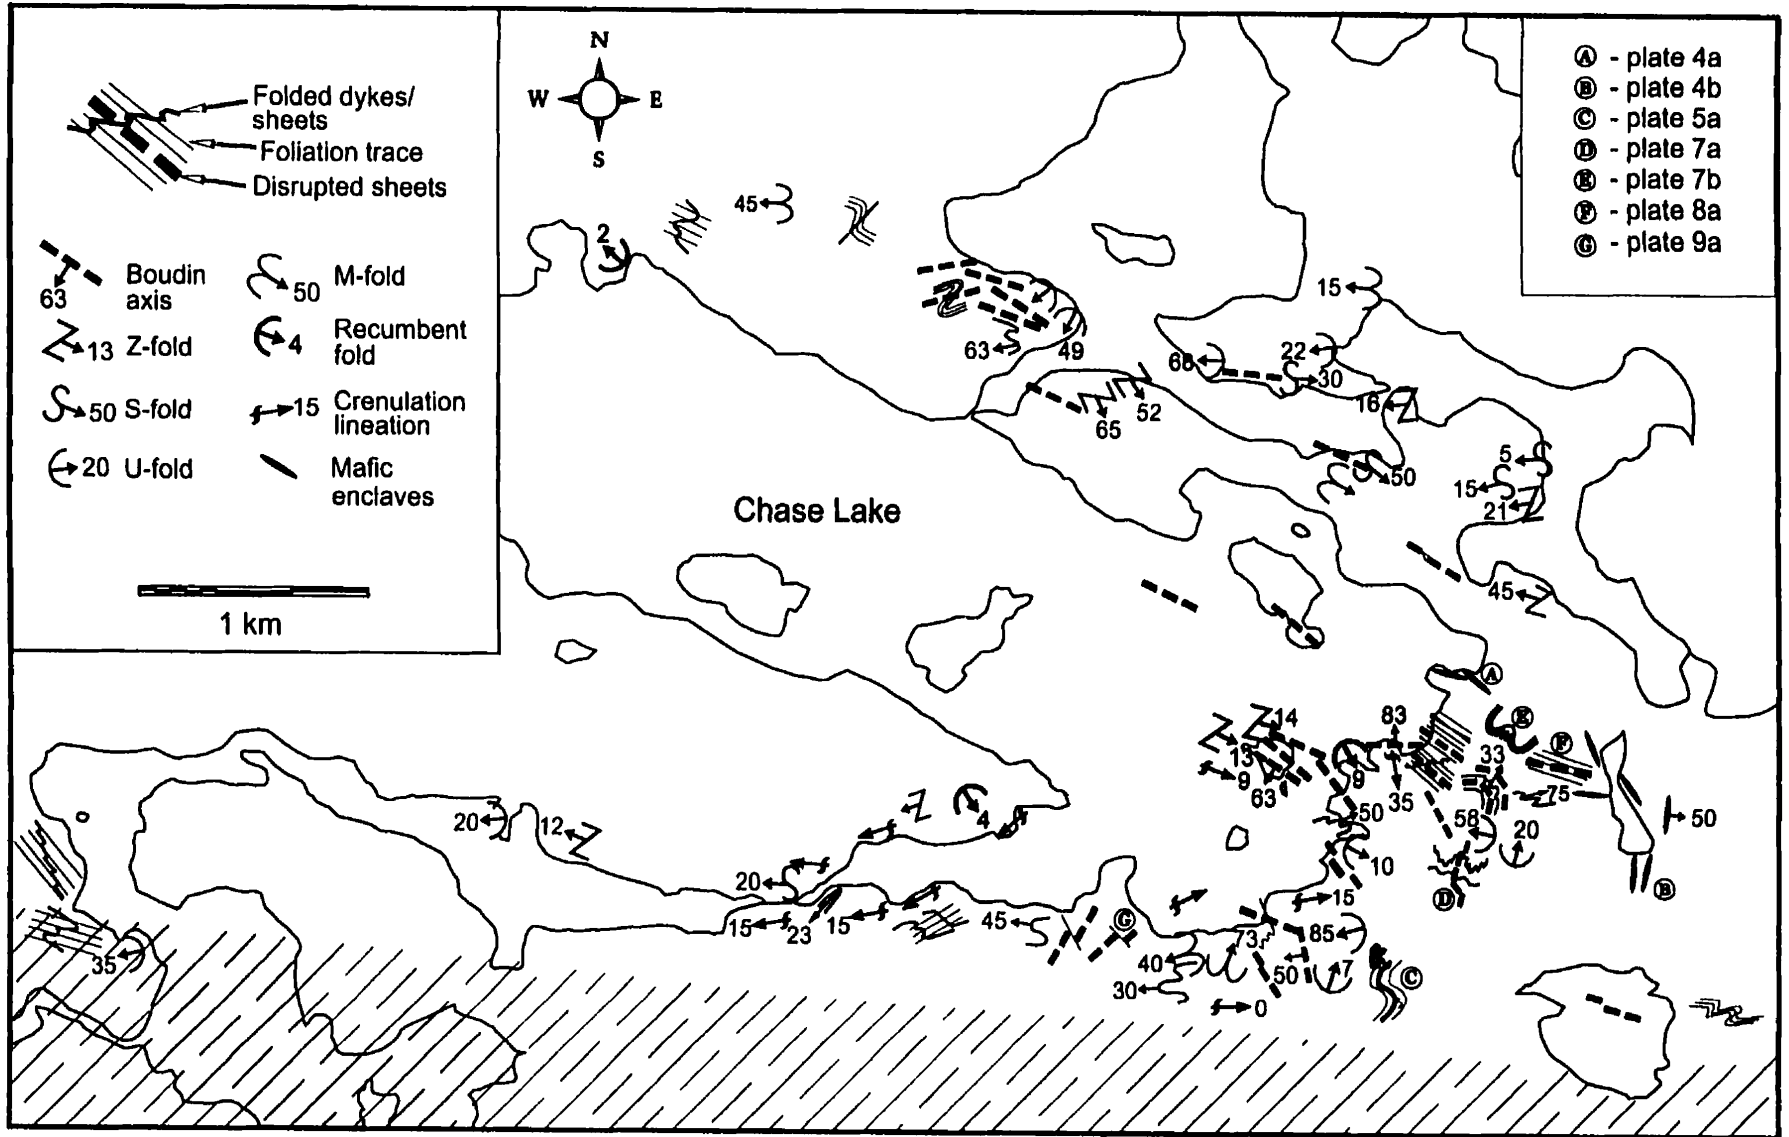 Folded dykes/
sheets
Foliation trace
Disrupted sheets
63
Boudin
axis
50
M-fold
13 Z-fold
4
Recumbent
fold
50 S-fold
15 Crenulation
lineation
20 U-fold
Mafic
enclaves
1 km
N
W E
S
A - plate 4a
B - plate 4b
C - plate 5a
D - plate 7a
E - plate 7b
F - plate 8a
G - plate 9a
45
2
15
63
49
66
22
30
16
52
65
5
50
15
21
Chase Lake
45
A
14
83
E
13
F
33
9
9
63
35
75
50
50
58
20
4
20
12
10
20
D
B
15
15
23
15
45
G
73
85
40
50
7
C
30
0
35